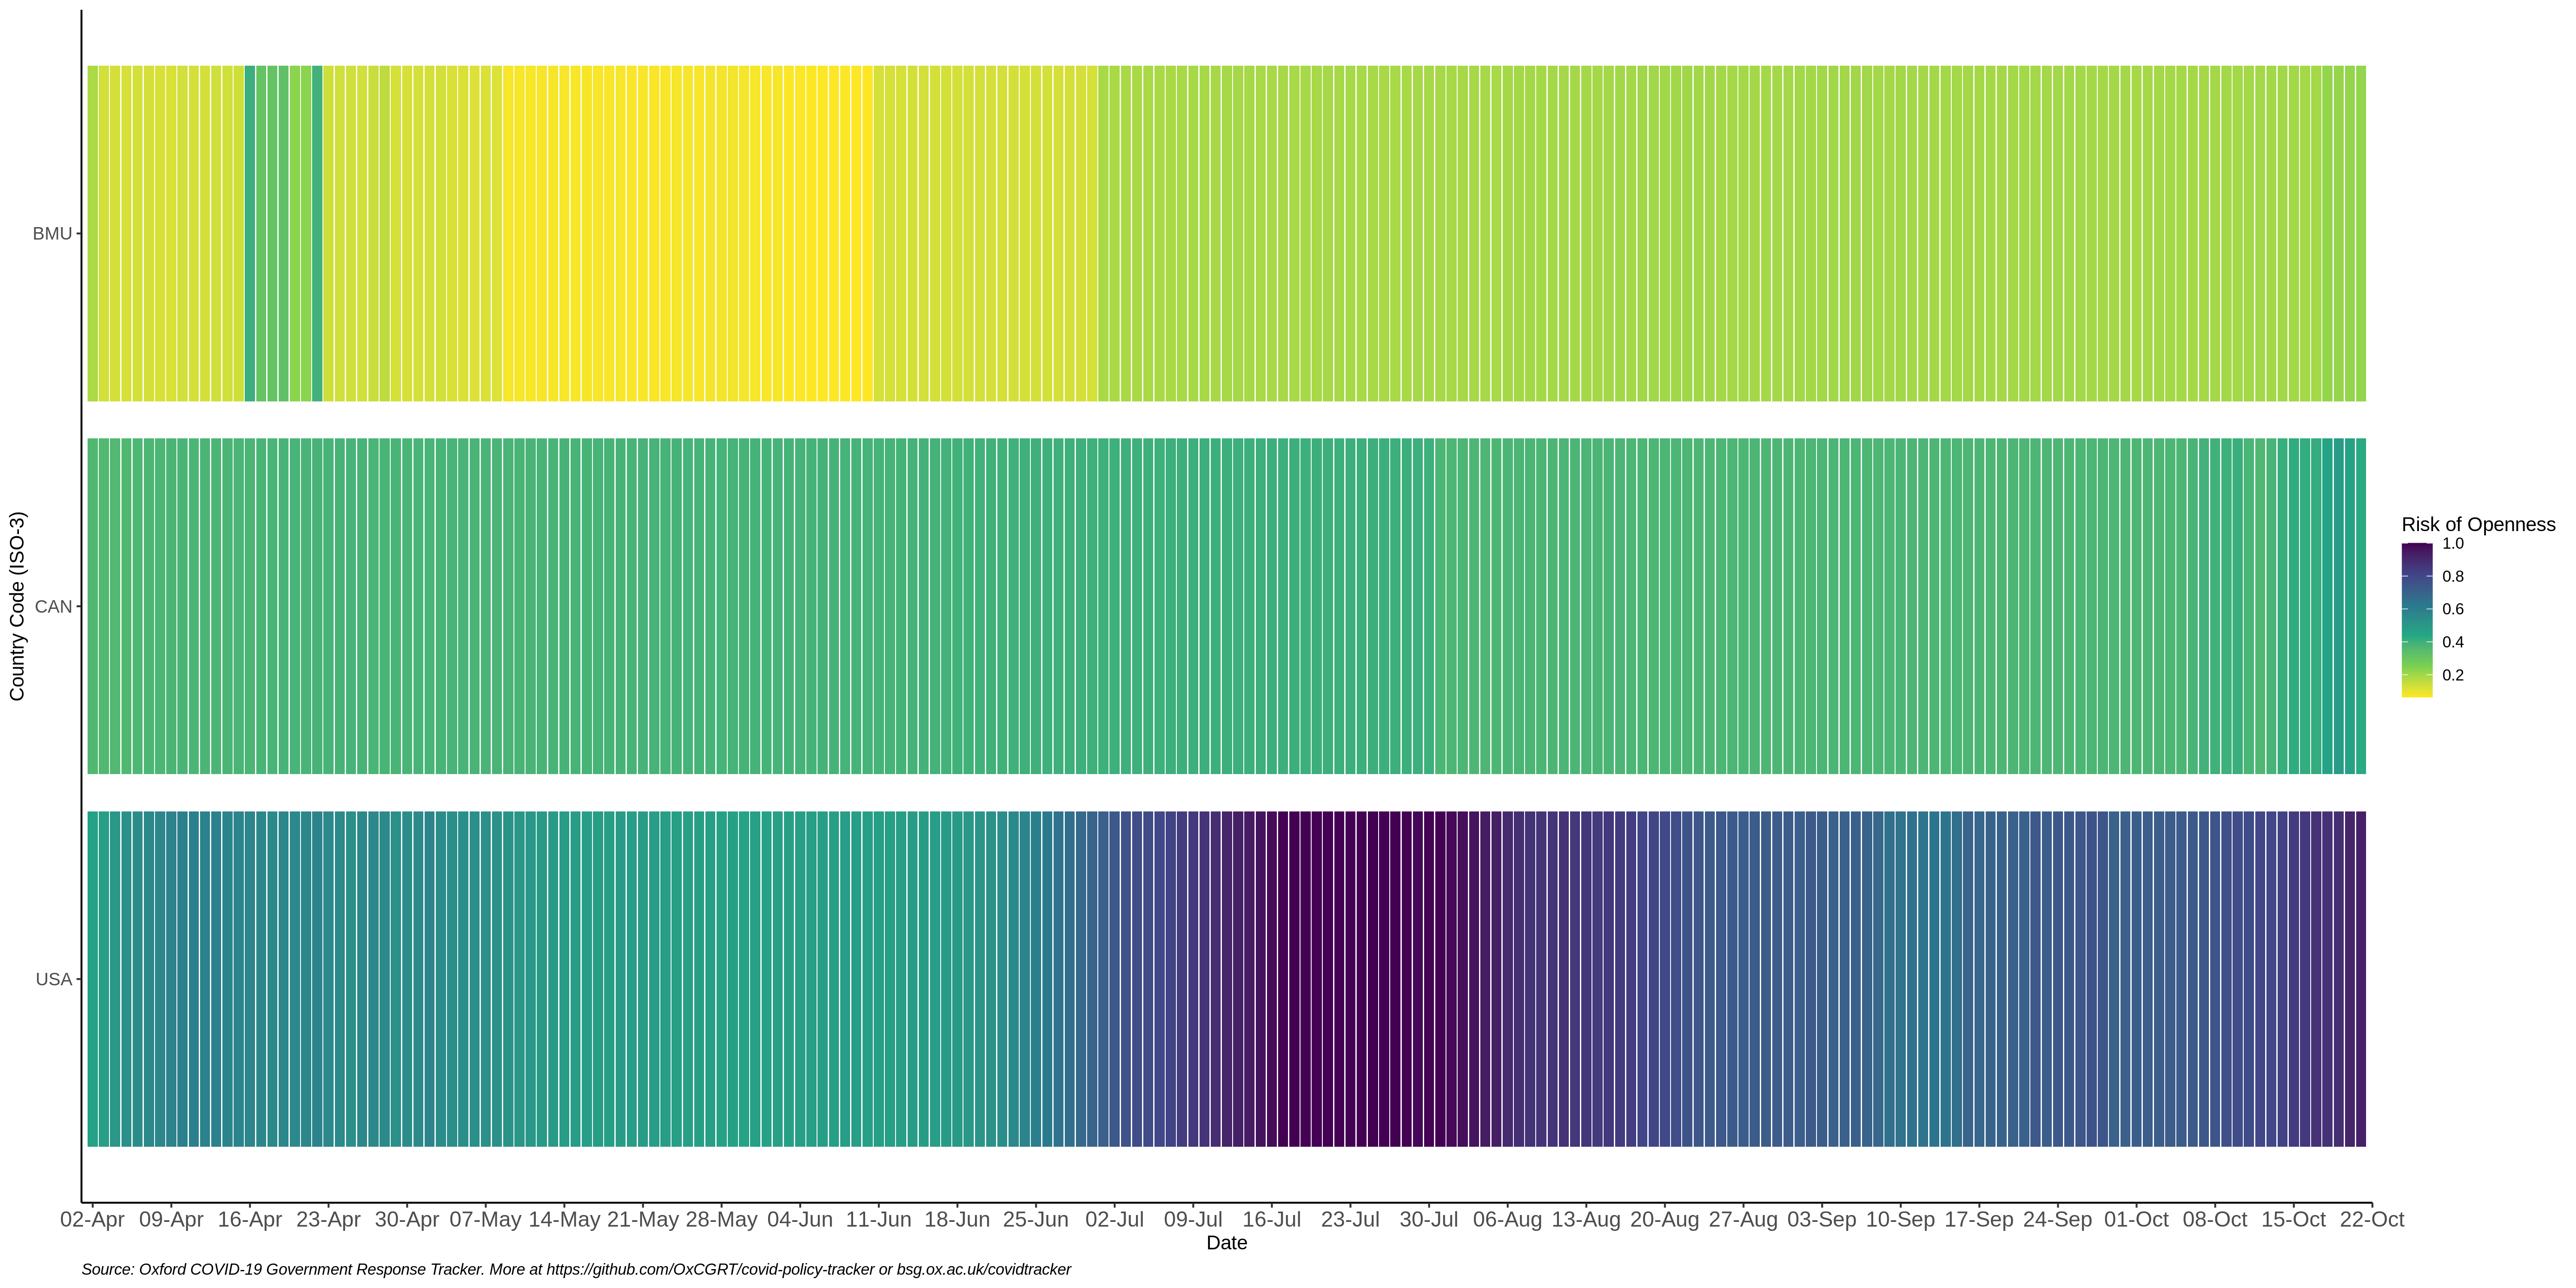 BMU
CAN
USA
Country Code (ISO-3)
Risk of Openness
1.0
0.8
0.6
0.4
0.2
02-Apr 09-Apr 16-Apr 23-Apr 30-Apr 07-May 14-May 21-May 28-May 04-Jun 11-Jun 18-Jun 25-Jun 02-Jul 09-Jul 16-Jul 23-Jul 30-Jul 06-Aug 13-Aug 20-Aug 27-Aug 03-Sep 10-Sep 17-Sep 24-Sep 01-Oct 08-Oct 15-Oct 22-Oct
Date
Source: Oxford COVID-19 Government Response Tracker. More at https://github.com/OxCGRT/covid-policy-tracker or bsg.ox.ac.uk/covidtracker